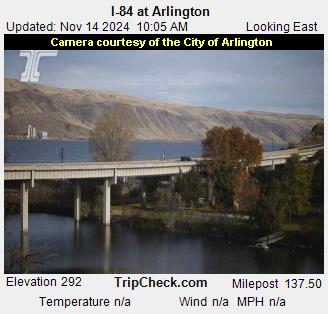 I-84 at Arlington
Updated: Nov 14 2024 10:05 AM Looking East
Camera courtesy of the City of Arlington
Elevation 292 TripCheck.com Milepost 137.50
Temperature n/a Wind n/a MPH n/a